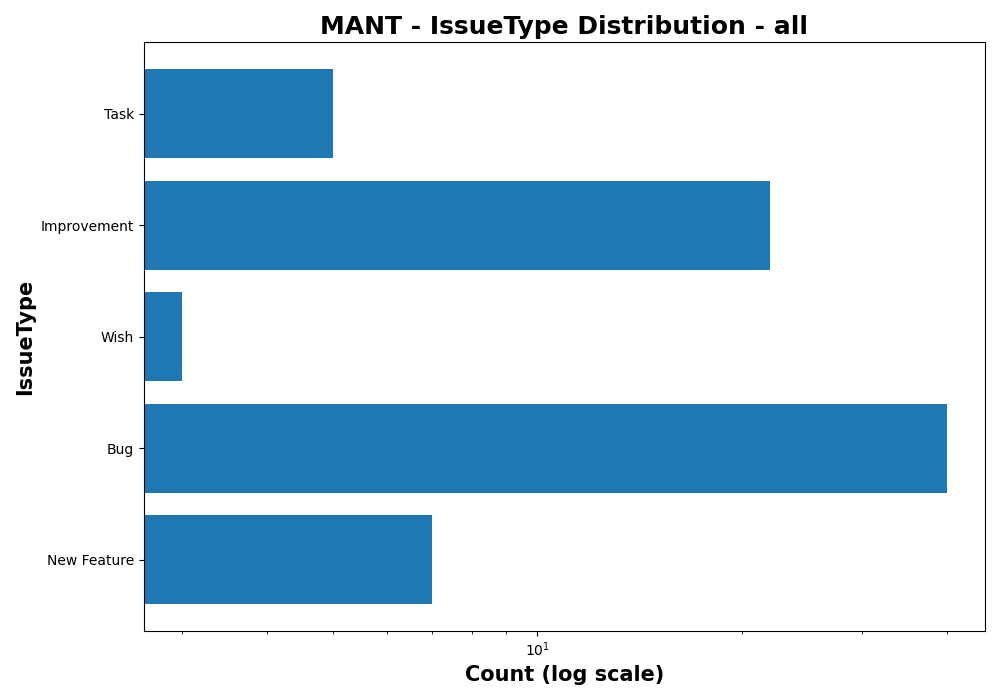 MANT - IssueType Distribution - all
Task
Improvement
Wish
Bug
New Feature
IssueType
10¹
Count (log scale)